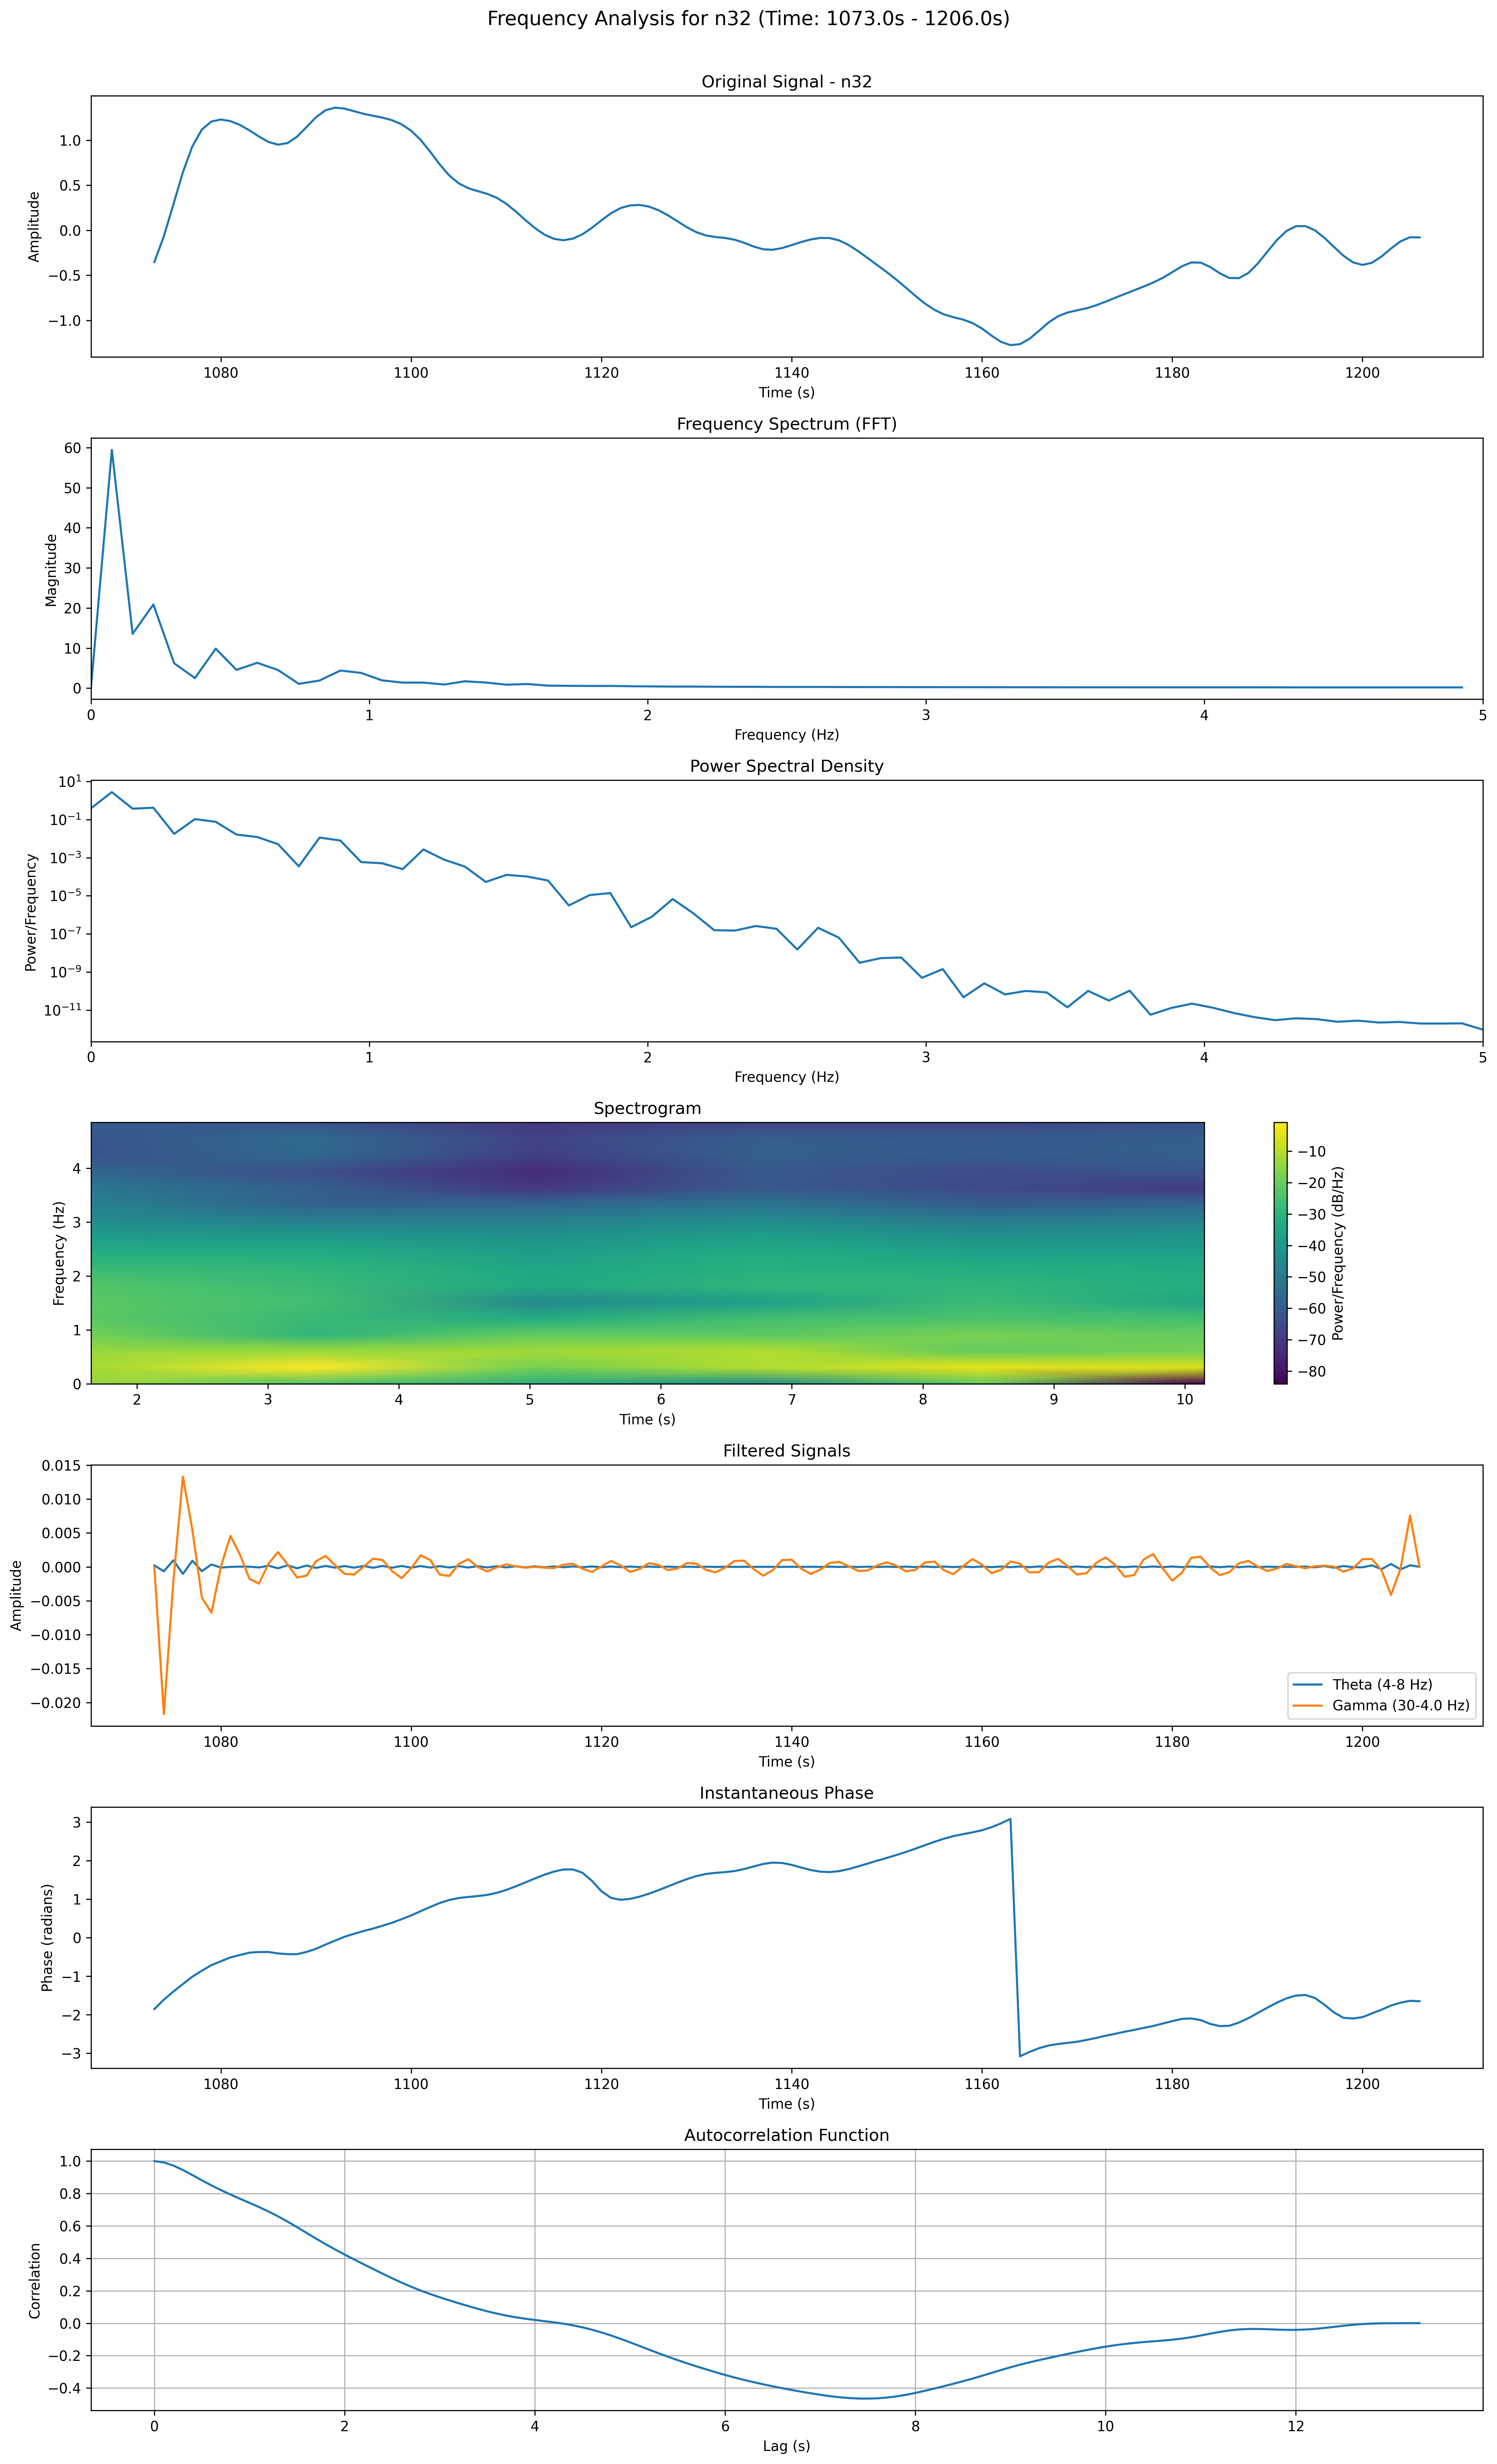 Frequency Analysis for n32 (Time: 1073.0s - 1206.0s)
Original Signal - n32
Amplitude
1.0
0.5
0.0
−0.5
−1.0
1080 1100 1120 1140 1160 1180 1200
Time (s)
Frequency Spectrum (FFT)
Magnitude
60
50
40
30
20
10
0
0 1 2 3 4 5
Frequency (Hz)
Power Spectral Density
Power/Frequency
10^1
10^−1
10^−3
10^−5
10^−7
10^−9
10^−11
0 1 2 3 4 5
Frequency (Hz)
Spectrogram
Frequency (Hz)
4
3
2
1
0
2 3 4 5 6 7 8 9 10
Time (s)
−10
−20
−30
−40
−50
−60
−70
−80
Power/Frequency (dB/Hz)
Filtered Signals
Amplitude
0.015
0.010
0.005
0.000
−0.005
−0.010
−0.015
−0.020
Theta (4-8 Hz)
Gamma (30-4.0 Hz)
1080 1100 1120 1140 1160 1180 1200
Time (s)
Instantaneous Phase
Phase (radians)
3
2
1
0
−1
−2
−3
1080 1100 1120 1140 1160 1180 1200
Time (s)
Autocorrelation Function
Correlation
1.0
0.8
0.6
0.4
0.2
0.0
−0.2
−0.4
0 2 4 6 8 10 12
Lag (s)